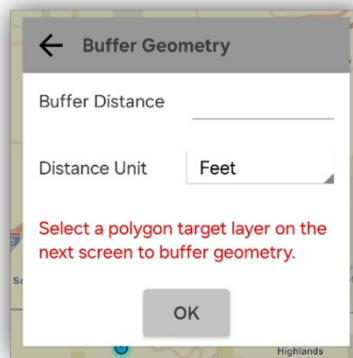 Buffer Geometry
Buffer Distance
Distance Unit
Feet
Select a polygon target layer on the
next screen to buffer geometry.
OK
Highlands